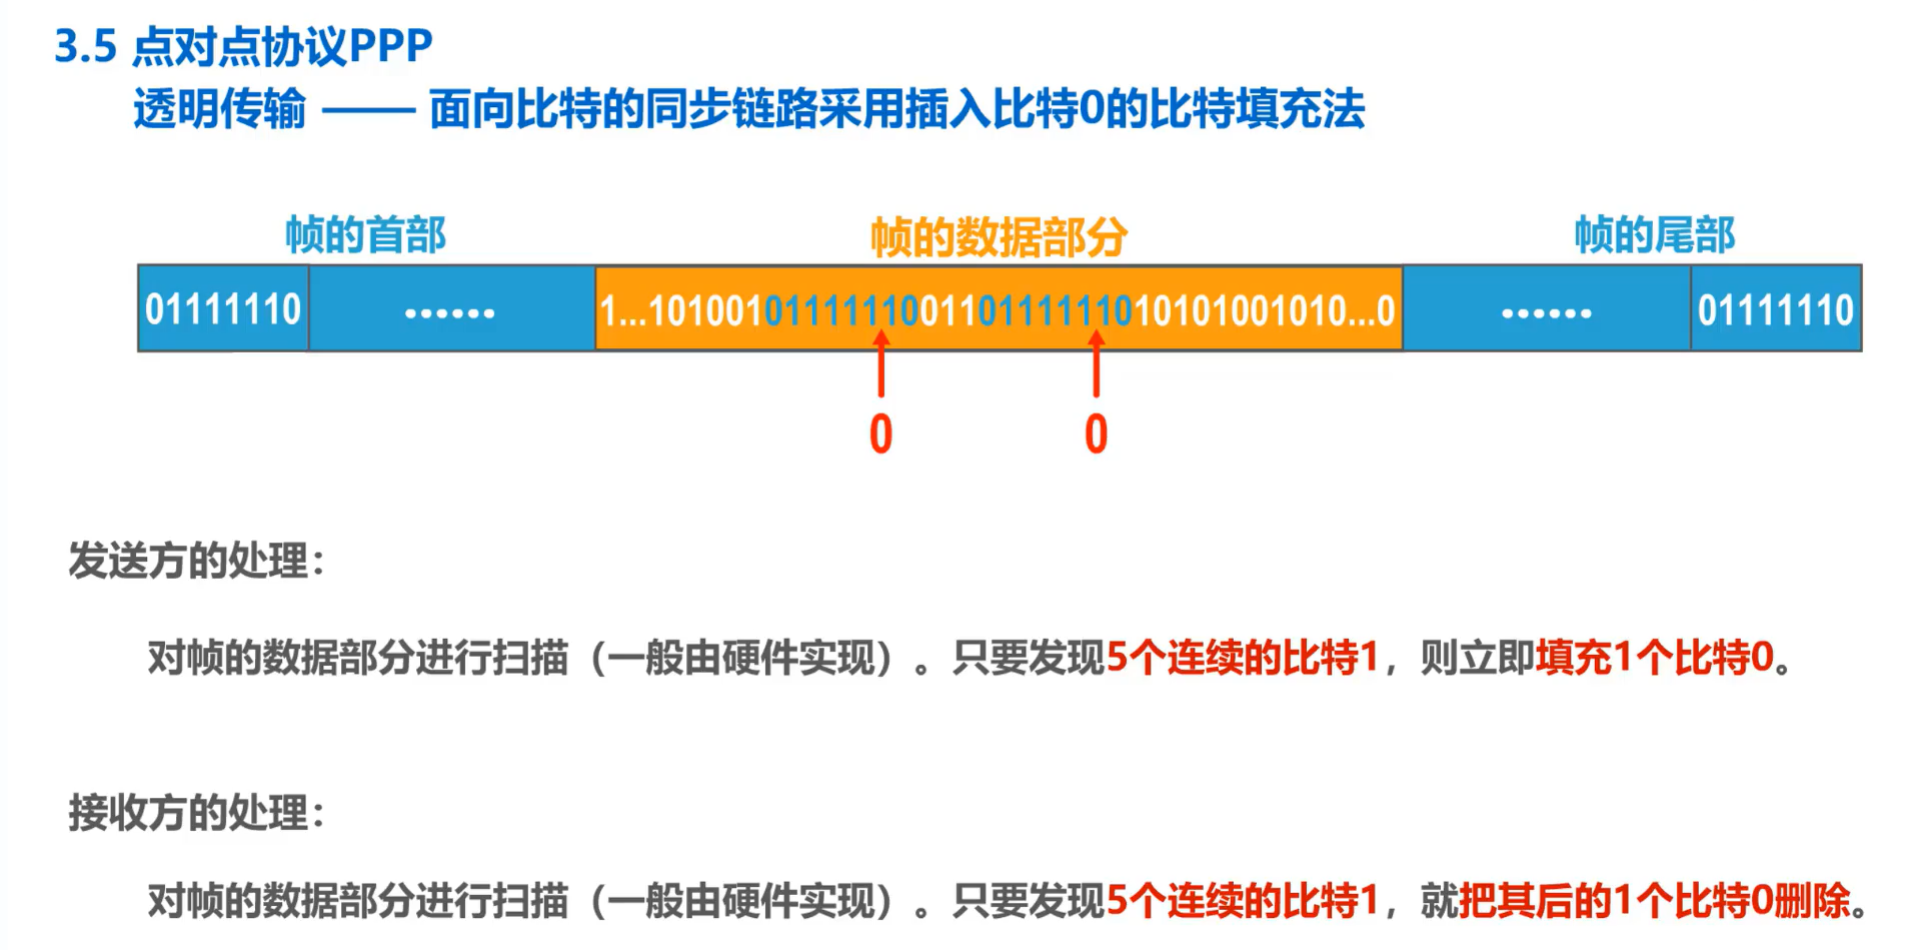 3.5 点对点协议PPP
透明传输 —— 面向比特的同步链路采用插入比特0的比特填充法
帧的首部 帧的数据部分 帧的尾部
01111110 ...... 1...101001011111100110111111010101001010...0 ...... 01111110
0 0
发送方的处理：
对帧的数据部分进行扫描（一般由硬件实现）。只要发现5个连续的比特1，则立即填充1个比特0。
接收方的处理：
对帧的数据部分进行扫描（一般由硬件实现）。只要发现5个连续的比特1，就把其后的1个比特0删除。